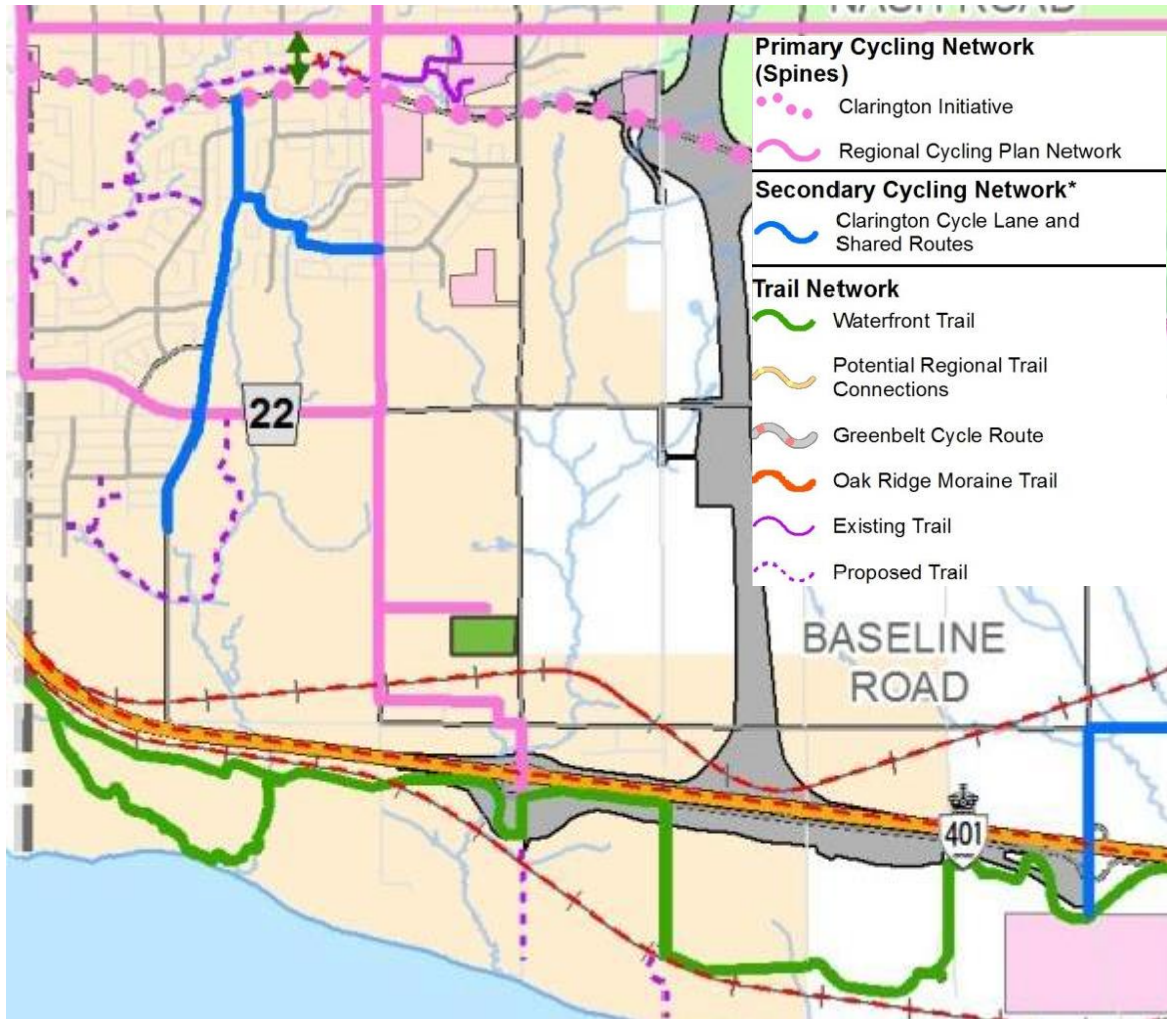 NASH ROAD
Primary Cycling Network
(Spines)
Clarington Initiative
Regional Cycling Plan Network
Secondary Cycling Network*
Clarington Cycle Lane and
Shared Routes
Trail Network
Waterfront Trail
Potential Regional Trail
Connections
Greenbelt Cycle Route
Oak Ridge Moraine Trail
Existing Trail
Proposed Trail
22
BASELINE
ROAD
401